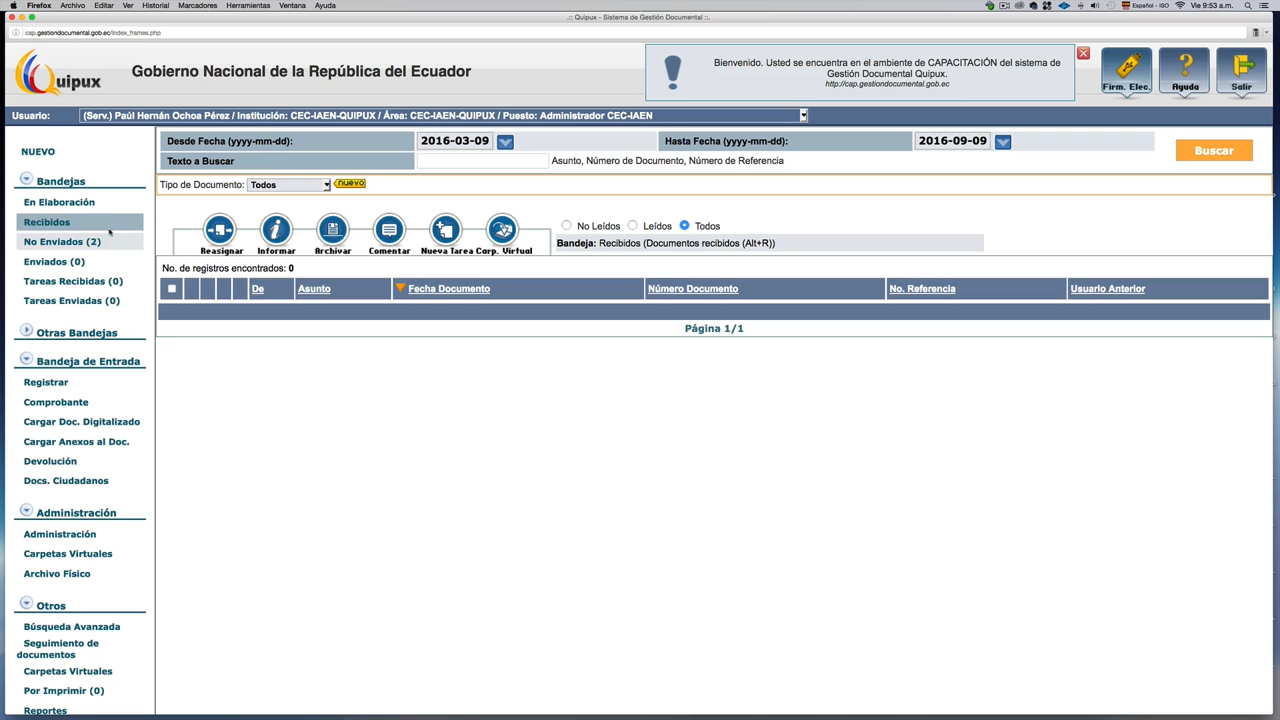 Firefox Archivo Editar Ver Historial Marcadores Herramientas Ventana Ayuda Español - ISO Vie 9:53 a.m.
.:: Quipux - Sistema de Gestión Documental ::.
cap.gestiondocumental.gob.ec/index_frames.php
Quipux
Gobierno Nacional de la República del Ecuador
Bienvenido. Usted se encuentra en el ambiente de CAPACITACIÓN del sistema de
Gestión Documental Quipux.
http://cap.gestiondocumental.gob.ec
Firm. Elec. Ayuda Salir
Usuario: (Serv.) Paúl Hernán Ochoa Pérez / Institución: CEC-IAEN-QUIPUX / Área: CEC-IAEN-QUIPUX / Puesto: Administrador CEC-IAEN
NUEVO
Bandejas
En Elaboración
Recibidos
No Enviados (2)
Enviados (0)
Tareas Recibidas (0)
Tareas Enviadas (0)
Otras Bandejas
Bandeja de Entrada
Registrar
Comprobante
Cargar Doc. Digitalizado
Cargar Anexos al Doc.
Devolución
Docs. Ciudadanos
Administración
Administración
Carpetas Virtuales
Archivo Físico
Otros
Búsqueda Avanzada
Seguimiento de
documentos
Carpetas Virtuales
Por Imprimir (0)
Reportes
Desde Fecha (yyyy-mm-dd): 2016-03-09 Hasta Fecha (yyyy-mm-dd): 2016-09-09
Buscar
Texto a Buscar Asunto, Número de Documento, Número de Referencia
Tipo de Documento: Todos nuevo
No Leídos Leídos Todos
Reasignar Informar Archivar Comentar Nueva Tarea Carp. Virtual
Bandeja: Recibidos (Documentos recibidos (Alt+R))
No. de registros encontrados: 0
De Asunto Fecha Documento Número Documento No. Referencia Usuario Anterior
Página 1/1